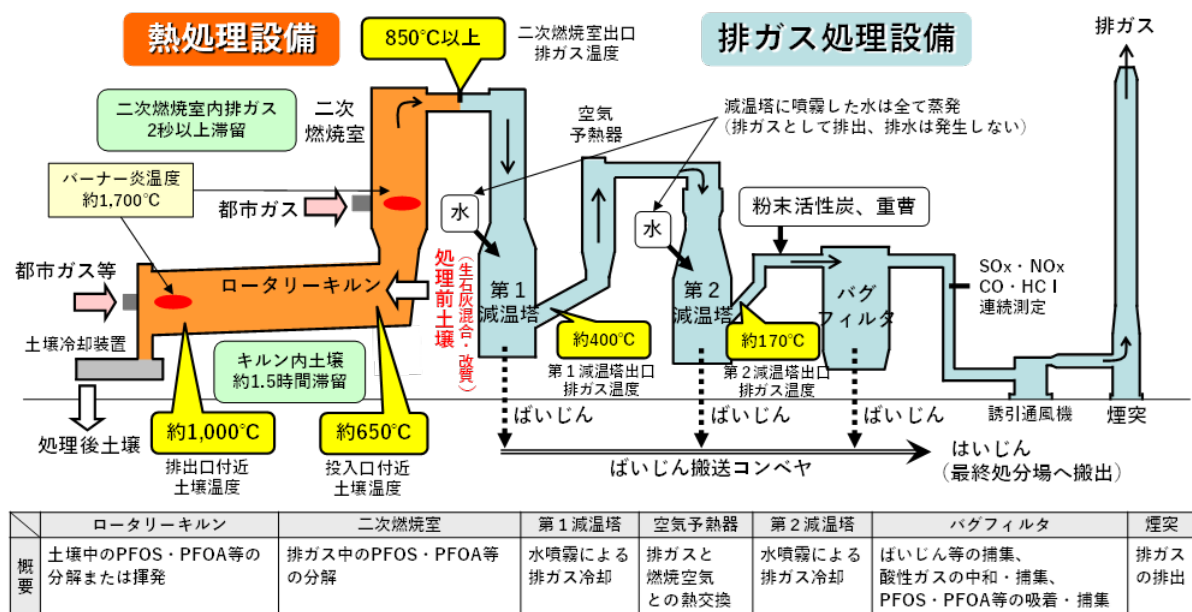 熱処理設備
850℃以上
二次燃焼室出口
排ガス温度
排ガス処理設備
排ガス
二次燃焼室内排ガス
2秒以上滞留
二次
燃焼室
空気
予熱器
減温塔に噴霧した水は全て蒸発
(排ガスとして排出、排水は発生しない)
バーナー炎温度
約1,700℃
都市ガス
水
水
粉末活性炭、重曹
都市ガス等
ロータリーキルン
処理前土壌
(生石灰混合・改質)
第1
減温塔
第2
減温塔
バグ
フィルタ
SOx・NOx
CO・HCl
連続測定
土壌冷却装置
キルン内土壌
約1.5時間滞留
約400℃
第1減温塔出口
排ガス温度
約170℃
第2減温塔出口
排ガス温度
処理後土壌
約1,000℃
排出口付近
土壌温度
約650℃
投入口付近
土壌温度
ばいじん
ばいじん
ばいじん
誘引通風機
煙突
ばいじん搬送コンベヤ
はいじん
(最終処分場へ搬出)
ロータリーキルン
二次燃焼室
第1減温塔
空気予熱器
第2減温塔
バグフィルタ
煙突
概要
土壌中のPFOS・PFOA等の
分解または揮発
排ガス中のPFOS・PFOA等
の分解
水噴霧による
排ガス冷却
排ガスと
燃焼空気
との熱交換
水噴霧による
排ガス冷却
ばいじん等の捕集、
酸性ガスの中和・捕集、
PFOS・PFOA等の吸着・捕集
排ガス
の排出